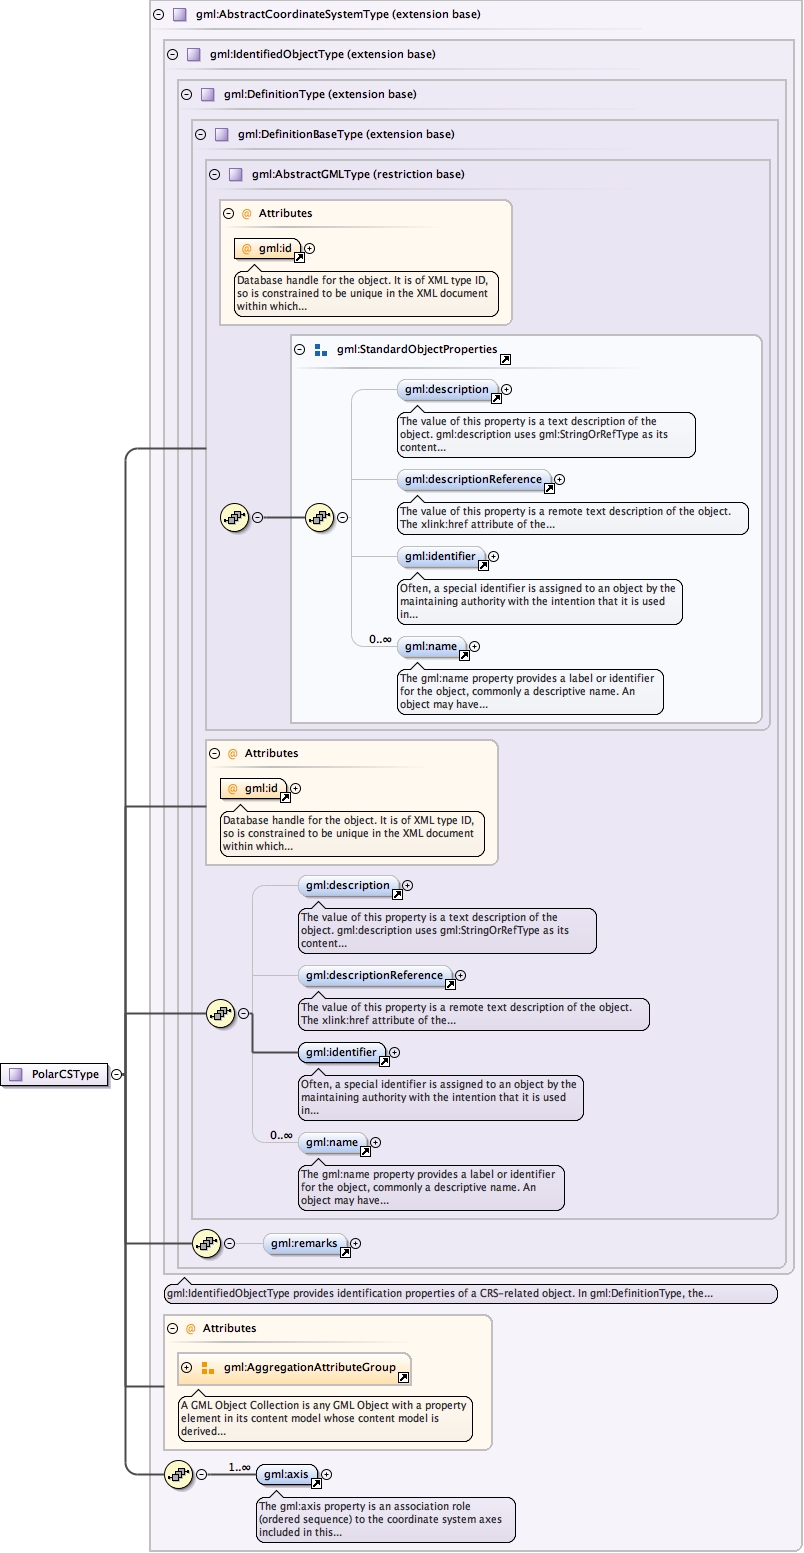 gml:AbstractCoordinateSystemType (extension base)
gml:IdentifiedObjectType (extension base)
gml:DefinitionType (extension base)
gml:DefinitionBaseType (extension base)
gml:AbstractGMLType (restriction base)
@ Attributes
@ gml:id
Database handle for the object. It is of XML type ID,
so is constrained to be unique in the XML document
within which...
gml:StandardObjectProperties
gml:description
The value of this property is a text description of the
object. gml:description uses gml:StringOrRefType as its
content...
gml:descriptionReference
The value of this property is a remote text description of the object.
The xlink:href attribute of the...
gml:identifier
Often, a special identifier is assigned to an object by the
maintaining authority with the intention that it is used
in...
0..∞ gml:name
The gml:name property provides a label or identifier
for the object, commonly a descriptive name. An
object may have...
@ Attributes
@ gml:id
Database handle for the object. It is of XML type ID,
so is constrained to be unique in the XML document
within which...
gml:description
The value of this property is a text description of the
object. gml:description uses gml:StringOrRefType as its
content...
gml:descriptionReference
The value of this property is a remote text description of the object.
The xlink:href attribute of the...
gml:identifier
PolarCSType
Often, a special identifier is assigned to an object by the
maintaining authority with the intention that it is used
in...
0..∞ gml:name
The gml:name property provides a label or identifier
for the object, commonly a descriptive name. An
object may have...
gml:remarks
gml:IdentifiedObjectType provides identification properties of a CRS-related object. In gml:DefinitionType, the...
@ Attributes
gml:AggregationAttributeGroup
A GML Object Collection is any GML Object with a property
element in its content model whose content model is
derived...
1..∞ gml:axis
The gml:axis property is an association role
(ordered sequence) to the coordinate system axes
included in this...